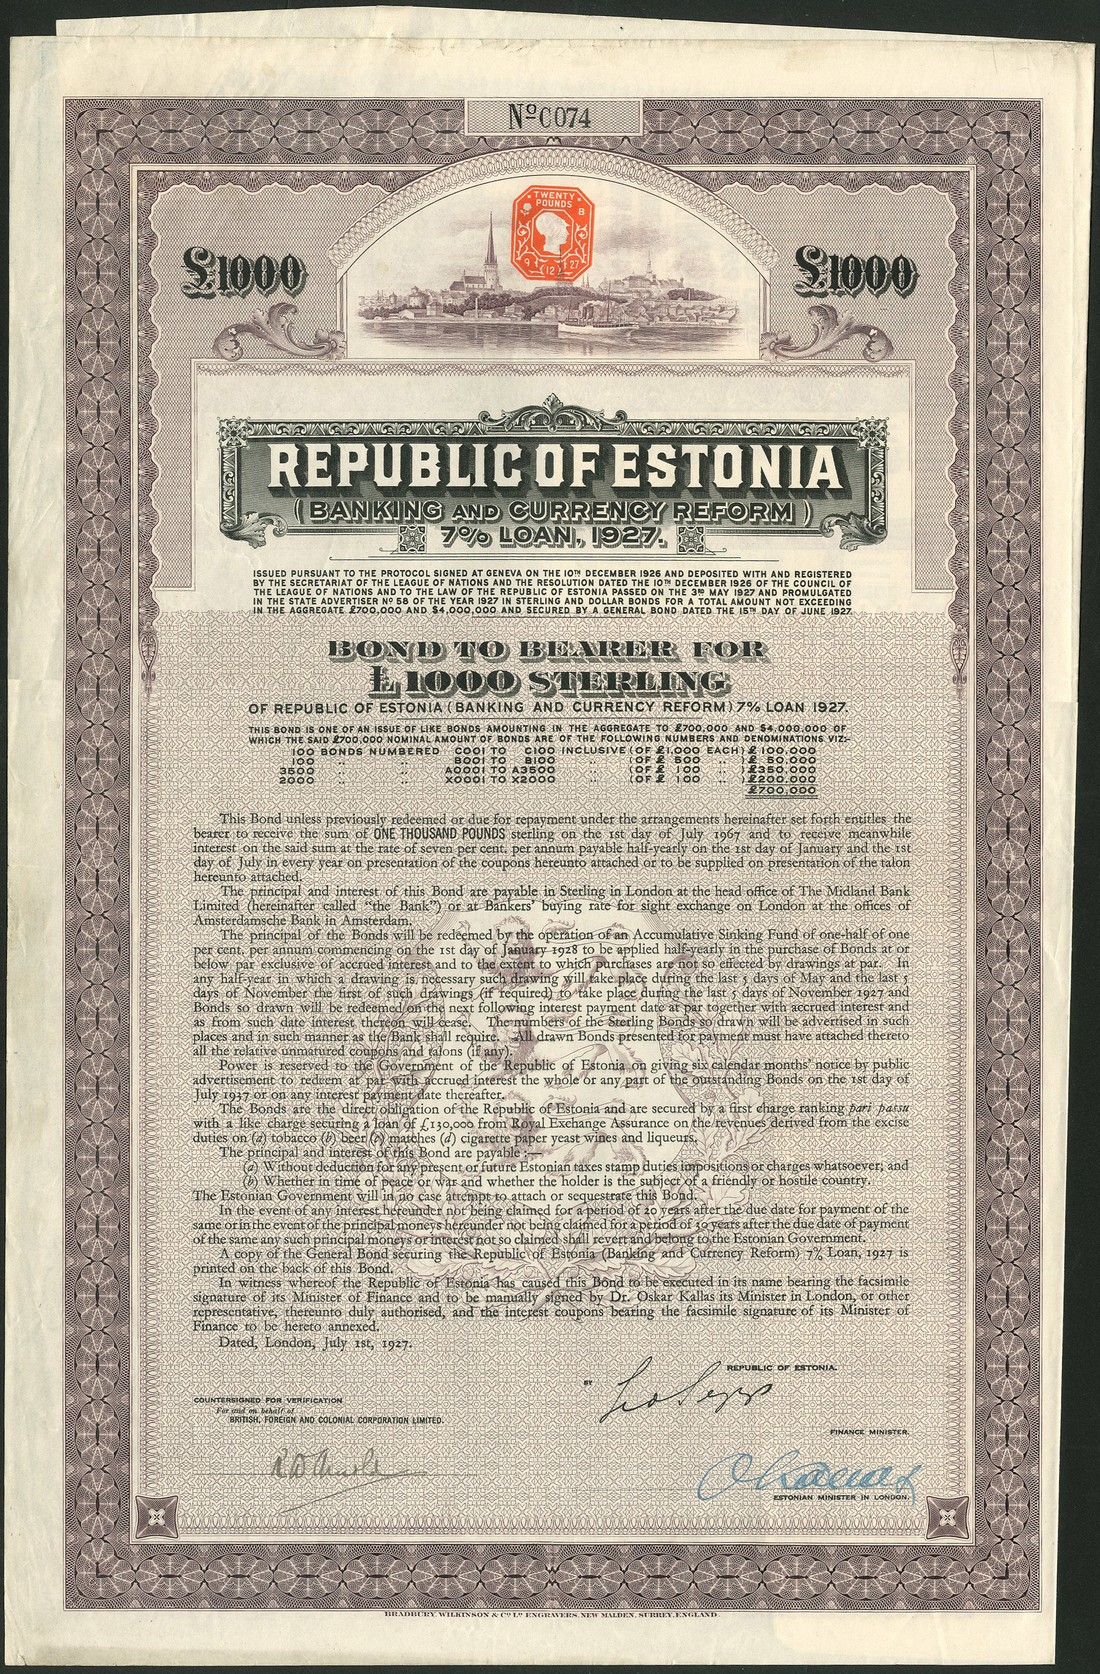 Nº C074
TWENTY
POUNDS
B
9 (12) 27
£1000
£1000
REPUBLIC OF ESTONIA
(BANKING AND CURRENCY REFORM)
7% LOAN, 1927.
ISSUED PURSUANT TO THE PROTOCOL SIGNED AT GENEVA ON THE 10TH DECEMBER 1926 AND DEPOSITED WITH AND REGISTERED
BY THE SECRETARIAT OF THE LEAGUE OF NATIONS AND THE RESOLUTION DATED THE 10TH DECEMBER 1926 OF THE COUNCIL OF
THE LEAGUE OF NATIONS AND TO THE LAW OF THE REPUBLIC OF ESTONIA PASSED ON THE 3RD MAY 1927 AND PROMULGATED
IN THE STATE ADVERTISER Nº 58 OF THE YEAR 1927 IN STERLING AND DOLLAR BONDS FOR A TOTAL AMOUNT NOT EXCEEDING
IN THE AGGREGATE £700,000 AND $4,000,000 AND SECURED BY A GENERAL BOND DATED THE 15TH DAY OF JUNE 1927.
BOND TO BEARER FOR
£1000 STERLING
OF REPUBLIC OF ESTONIA (BANKING AND CURRENCY REFORM) 7% LOAN 1927.
THIS BOND IS ONE OF AN ISSUE OF LIKE BONDS AMOUNTING IN THE AGGREGATE TO £700,000 AND $4,000,000 OF
WHICH THE SAID £700,000 NOMINAL AMOUNT OF BONDS ARE OF THE FOLLOWING NUMBERS AND DENOMINATIONS VIZ:-
100 BONDS NUMBERED C001 TO C100 INCLUSIVE (OF £1,000 EACH) £ 100,000
100 " " B001 TO B100 " (OF £ 500 " ) £ 50,000
3500 " " A0001 TO A3500 " (OF £ 100 " ) £350,000
2000 " " X0001 TO X2000 " (OF £ 100 " ) £200,000
£700,000
This Bond unless previously redeemed or due for repayment under the arrangements hereinafter set forth entitles the
bearer to receive the sum of ONE THOUSAND POUNDS sterling on the 1st day of July 1967 and to receive meanwhile
interest on the said sum at the rate of seven per cent. per annum payable half-yearly on the 1st day of January and the 1st
day of July in every year on presentation of the coupons hereunto attached or to be supplied on presentation of the talon
hereunto attached.
The principal and interest of this Bond are payable in Sterling in London at the head office of The Midland Bank
Limited (hereinafter called "the Bank") or at Bankers' buying rate for sight exchange on London at the offices of
Amsterdamsche Bank in Amsterdam.
The principal of the Bonds will be redeemed by the operation of an Accumulative Sinking Fund of one-half of one
per cent. per annum commencing on the 1st day of January 1928 to be applied half-yearly in the purchase of Bonds at or
below par exclusive of accrued interest and to the extent to which purchases are not so effected by drawings at par. In
any half-year in which a drawing is necessary such drawing will take place during the last 5 days of May and the last 5
days of November the first of such drawings (if required) to take place during the last 5 days of November 1927 and
Bonds so drawn will be redeemed on the next following interest payment date at par together with accrued interest and
as from such date interest thereon will cease. The numbers of the Sterling Bonds so drawn will be advertised in such
places and in such manner as the Bank shall require. All drawn Bonds presented for payment must have attached thereto
all the relative unmatured coupons and talons (if any).
Power is reserved to the Government of the Republic of Estonia on giving six calendar months' notice by public
advertisement to redeem at par with accrued interest the whole or any part of the outstanding Bonds on the 1st day of
July 1937 or on any interest payment date thereafter.
The Bonds are the direct obligation of the Republic of Estonia and are secured by a first charge ranking pari passu
with a like charge securing a loan of £130,000 from Royal Exchange Assurance on the revenues derived from the excise
duties on (a) tobacco (b) beer (c) matches (d) cigarette paper yeast wines and liqueurs.
The principal and interest of this Bond are payable :—
(a) Without deduction for any present or future Estonian taxes stamp duties impositions or charges whatsoever; and
(b) Whether in time of peace or war and whether the holder is the subject of a friendly or hostile country.
The Estonian Government will in no case attempt to attach or sequestrate this Bond.
In the event of any interest hereunder not being claimed for a period of 20 years after the due date for payment of the
same or in the event of the principal moneys hereunder not being claimed for a period of 30 years after the due date of payment
of the same any such principal moneys or interest not so claimed shall revert and belong to the Estonian Government.
A copy of the General Bond securing the Republic of Estonia (Banking and Currency Reform) 7% Loan, 1927 is
printed on the back of this Bond.
In witness whereof the Republic of Estonia has caused this Bond to be executed in its name bearing the facsimile
signature of its Minister of Finance and to be manually signed by Dr. Oskar Kallas its Minister in London, or other
representative, thereunto duly authorised, and the interest coupons bearing the facsimile signature of its Minister of
Finance to be hereto annexed.
Dated, London, July 1st, 1927.
REPUBLIC OF ESTONIA.
BY
Leo Sepp
COUNTERSIGNED FOR VERIFICATION
For and on behalf of
BRITISH, FOREIGN AND COLONIAL CORPORATION LIMITED.
FINANCE MINISTER.
O Kallas
ESTONIAN MINISTER IN LONDON.
BRADBURY, WILKINSON & Cº Lº ENGRAVERS, NEW MALDEN, SURREY, ENGLAND.